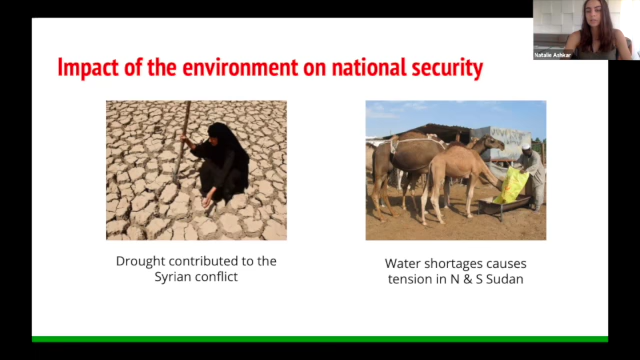 Impact of the environment on national security
Natalie Ashkar
Drought contributed to the
Syrian conflict
Water shortages causes
tension in N & S Sudan